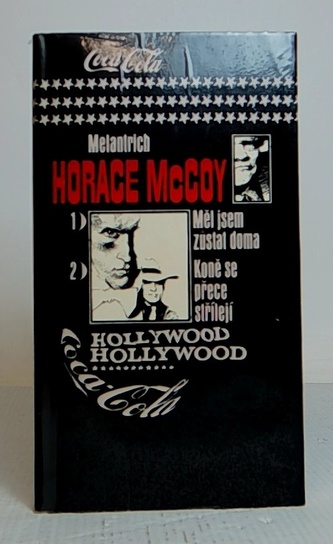 Coca-Cola
Melantrich
HORACE McCOY
1) Měl jsem
zůstat doma
2) Koně se
přece
střílejí
HOLLYWOOD
HOLLYWOOD
Coca-Cola